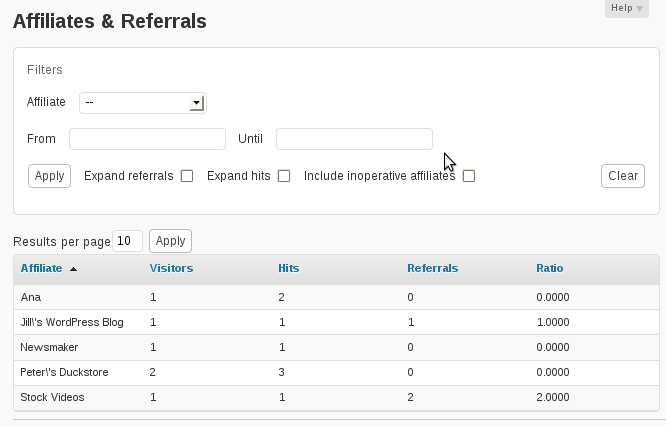 Help
Affiliates & Referrals
Filters
Affiliate --
From Until
Apply Expand referrals Expand hits Include inoperative affiliates Clear
Results per page 10 Apply
Affiliate Visitors Hits Referrals Ratio
Ana 1 2 0 0.0000
Jill\'s WordPress Blog 1 1 1 1.0000
Newsmaker 1 1 0 0.0000
Peter\'s Duckstore 2 3 0 0.0000
Stock Videos 1 1 2 2.0000